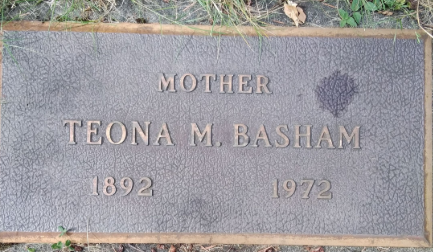 MOTHER
TEONA M. BASHAM
1892 1972